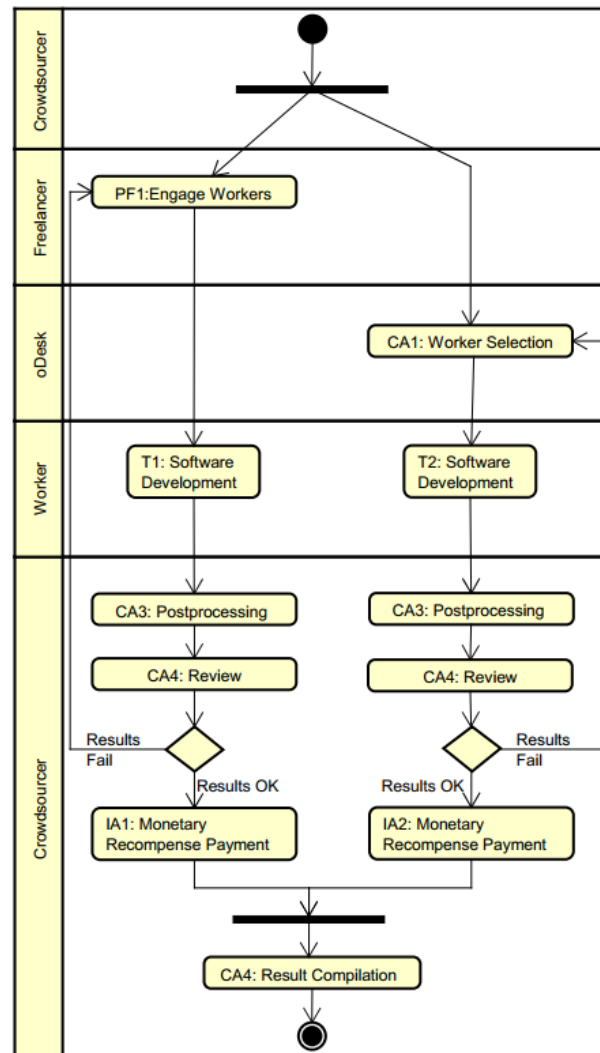 Crowdsourcer
Freelancer
PF1:Engage Workers
oDesk
CA1: Worker Selection
Worker
T1: Software
Development
T2: Software
Development
Crowdsourcer
CA3: Postprocessing
CA3: Postprocessing
CA4: Review
CA4: Review
Results
Fail
Results
Fail
Results OK
Results OK
IA1: Monetary
Recompense Payment
IA2: Monetary
Recompense Payment
CA4: Result Compilation